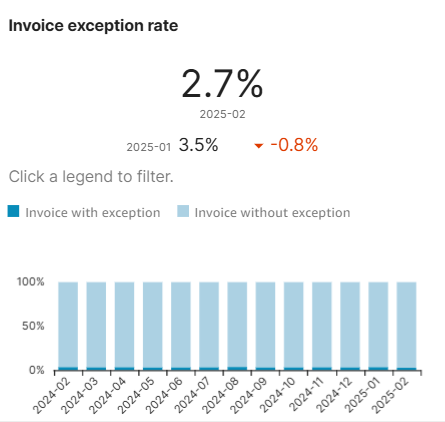 Invoice exception rate
2.7%
2025-02
2025-01 3.5% -0.8%
Click a legend to filter.
Invoice with exception Invoice without exception
100%
50%
0%
2024-02 2024-03 2024-04 2024-05 2024-06 2024-07 2024-08 2024-09 2024-10 2024-11 2024-12 2025-01 2025-02